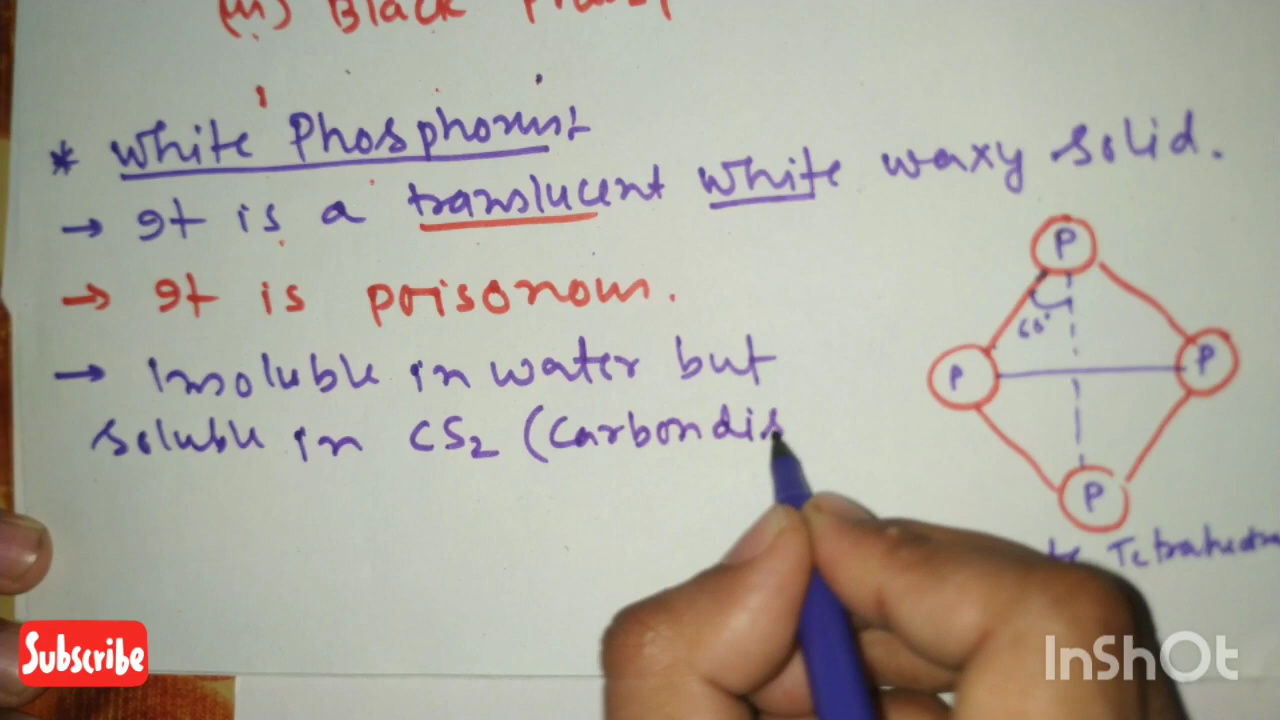 (iii) Black
* White Phosphorus:
→ It is a translucent white waxy solid.
→ It is poisonous.
→ Insoluble in water but
soluble in CS₂ (Carbondis
P
60°
P
P
P
Tetrahedra
Subscribe
InShOt